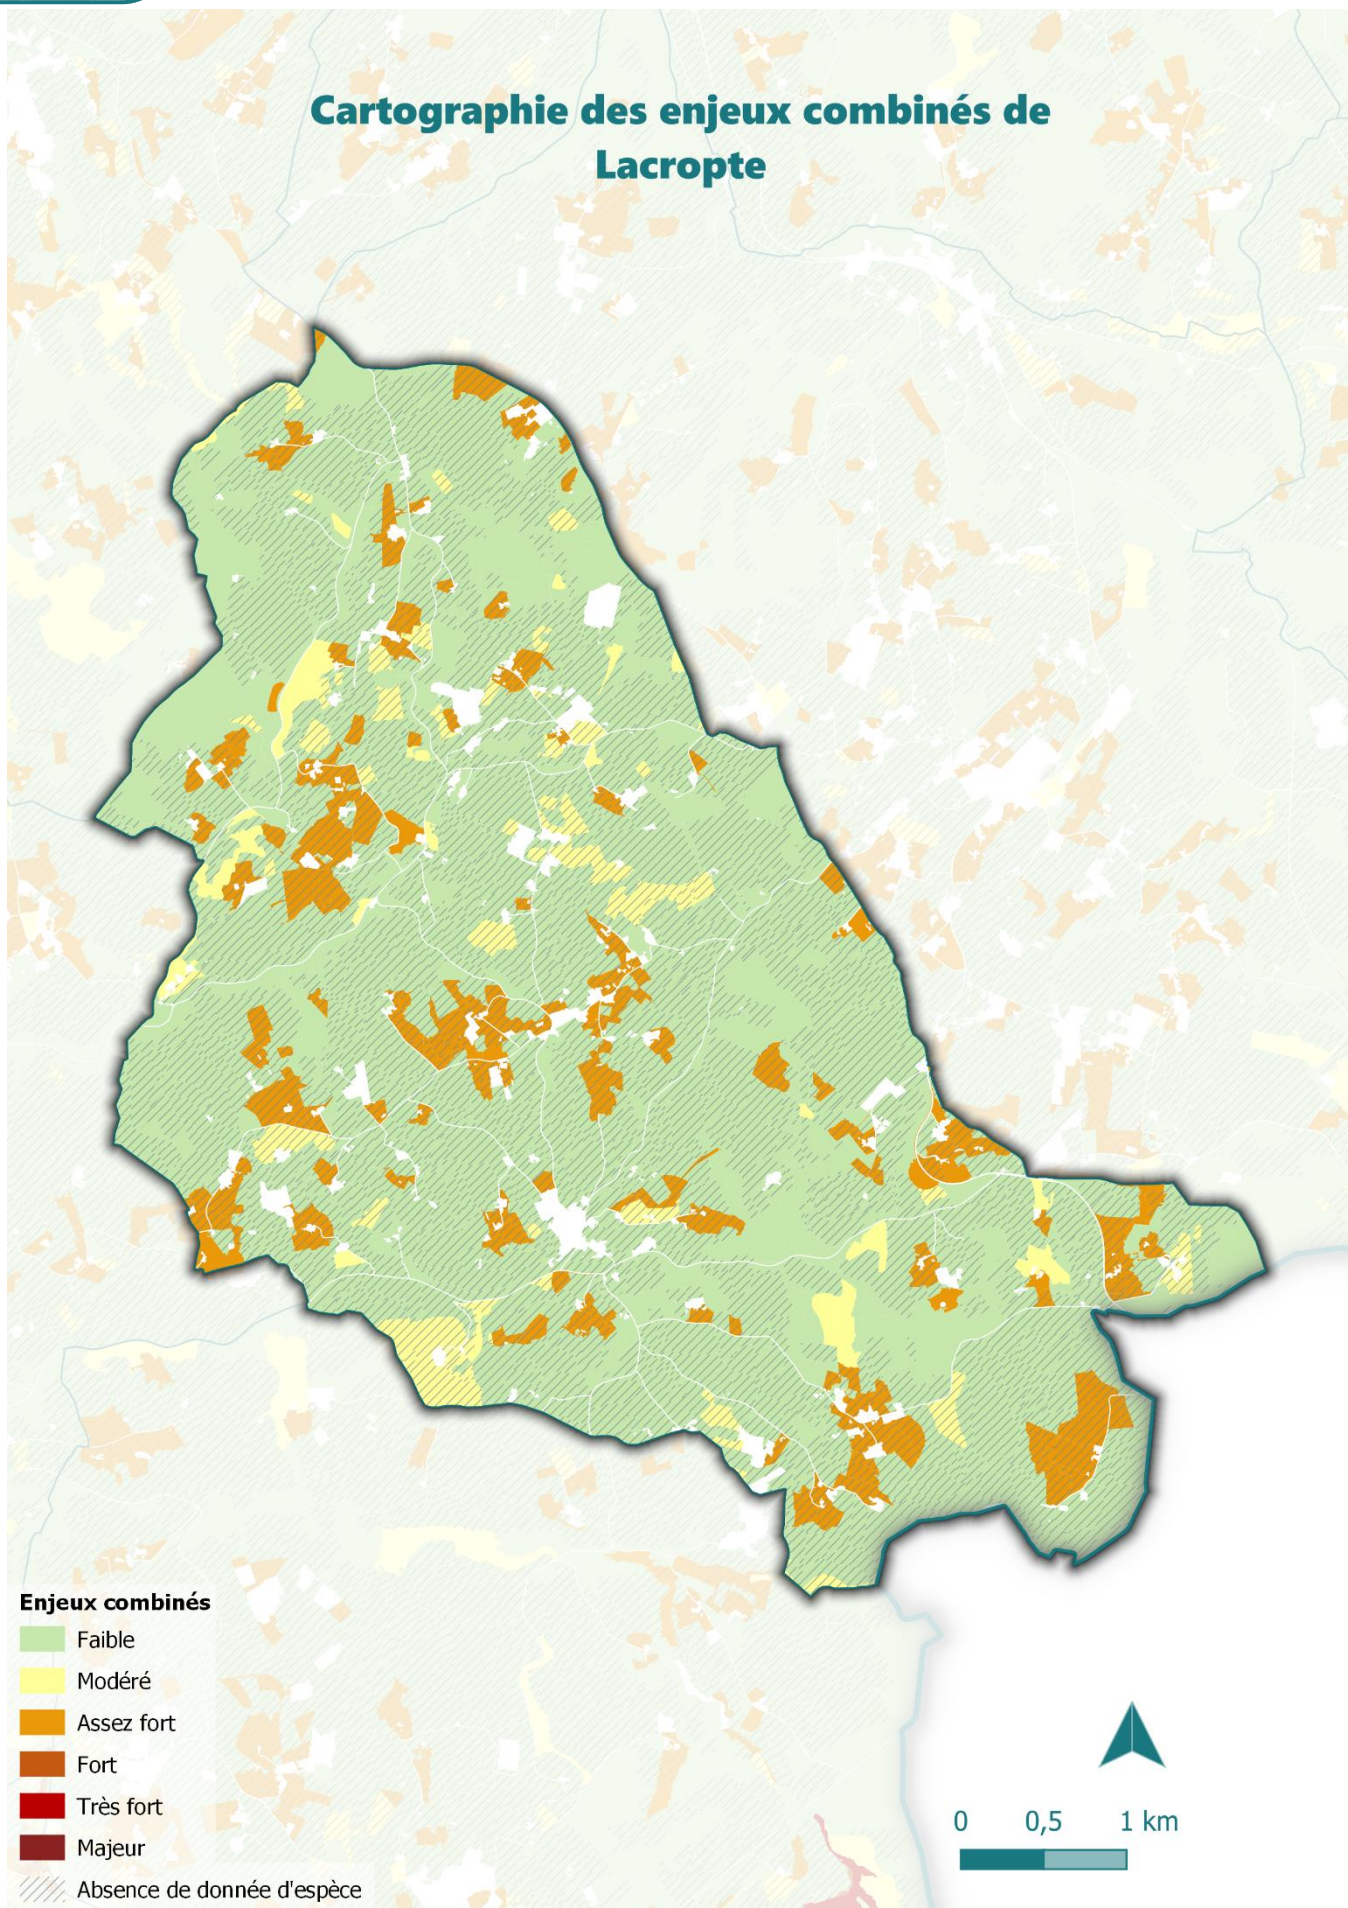 Cartographie des enjeux combinés de
Lacropte
Enjeux combinés
Faible
Modéré
Assez fort
Fort
Très fort
Majeur
Absence de donnée d'espèce
0 0,5 1 km